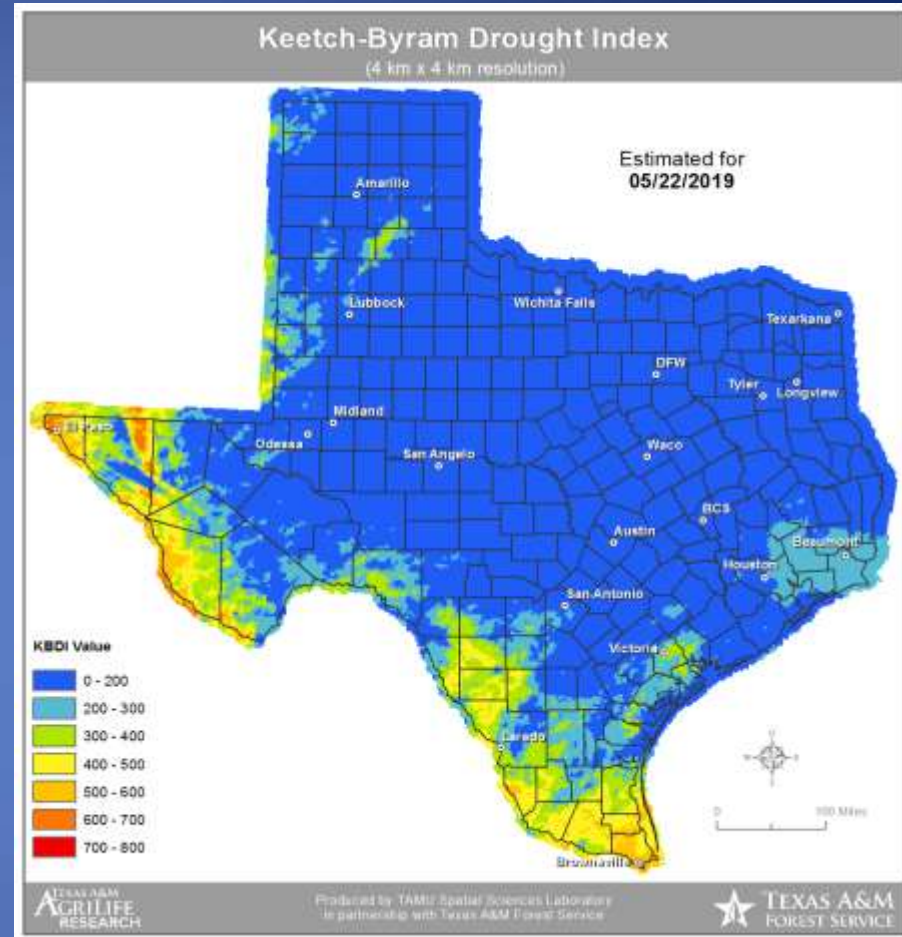 Keetch-Byram Drought Index
(4 km x 4 km resolution)
Estimated for
05/22/2019
Amarillo
Lubbock
Wichita Falls
Texarkana
DFW
Tyler
Longview
Midland
El Paso
Odessa
San Angelo
Waco
BCS
Austin
Beaumont
Houston
San Antonio
Victoria
Laredo
Brownsville
KBDI Value
0 - 200
200 - 300
300 - 400
400 - 500
500 - 600
600 - 700
700 - 800
N
W
E
S
0
100 Miles
TEXAS A&M
AGRILIFE
RESEARCH
Produced by TAMU Spatial Sciences Laboratory
in partnership with Texas A&M Forest Service
TEXAS A&M
FOREST SERVICE